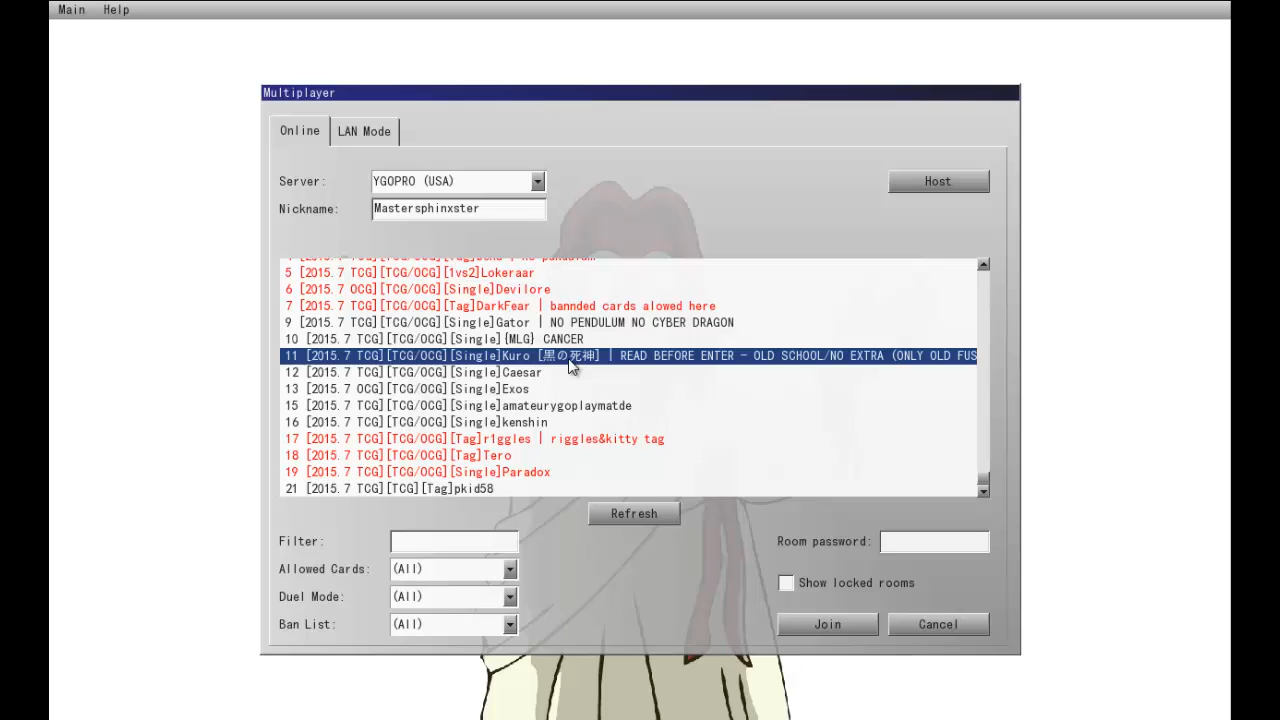 Main Help
Multiplayer
Online LAN Mode
Server: YGOPRO (USA) Host
Nickname: Mastersphinxster
5 [2015.7 TCG][TCG/OCG][1vs2]Lokeraar
6 [2015.7 OCG][TCG/OCG][Single]Devilore
7 [2015.7 TCG][TCG/OCG][Tag]DarkFear | bannded cards alowed here
9 [2015.7 TCG][TCG/OCG][Single]Gator | NO PENDULUM NO CYBER DRAGON
10 [2015.7 TCG][TCG/OCG][Single]{MLG} CANCER
11 [2015.7 TCG][TCG/OCG][Single]Kuro [黒の死神] | READ BEFORE ENTER - OLD SCHOOL/NO EXTRA (ONLY OLD FUS
12 [2015.7 TCG][TCG/OCG][Single]Caesar
13 [2015.7 OCG][TCG/OCG][Single]Exos
15 [2015.7 TCG][TCG/OCG][Single]amateurygoplaymatde
16 [2015.7 TCG][TCG/OCG][Single]kenshin
17 [2015.7 TCG][TCG/OCG][Tag]r1ggles | riggles&kitty tag
18 [2015.7 TCG][TCG/OCG][Tag]Tero
19 [2015.7 TCG][TCG/OCG][Single]Paradox
21 [2015.7 TCG][TCG][Tag]pkid58
Refresh
Filter: Room password:
Allowed Cards: (All) Show locked rooms
Duel Mode: (All)
Ban List: (All) Join Cancel